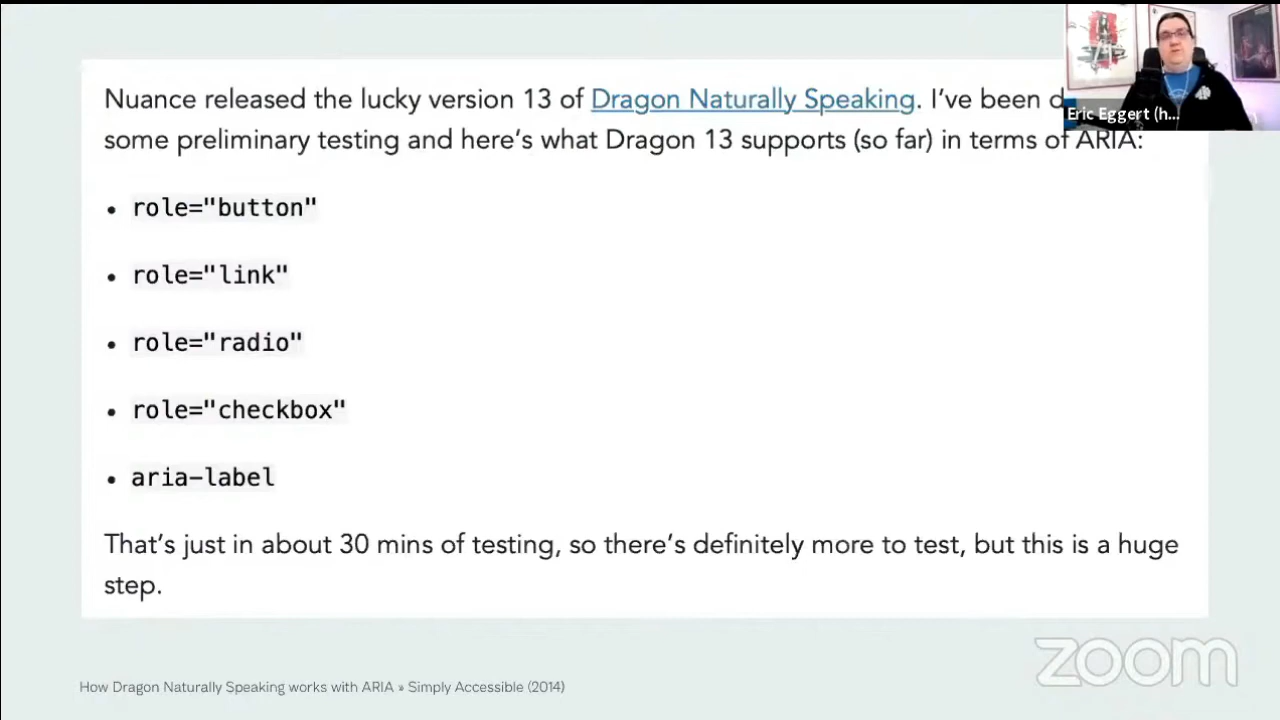 Nuance released the lucky version 13 of Dragon Naturally Speaking. I've been
some preliminary testing and here's what Dragon 13 supports (so far) in terms of ARIA:
• role="button"
• role="link"
• role="radio"
• role="checkbox"
• aria-label
That's just in about 30 mins of testing, so there's definitely more to test, but this is a huge
step.
How Dragon Naturally Speaking works with ARIA » Simply Accessible (2014)
Eric Eggert (h...
zoom